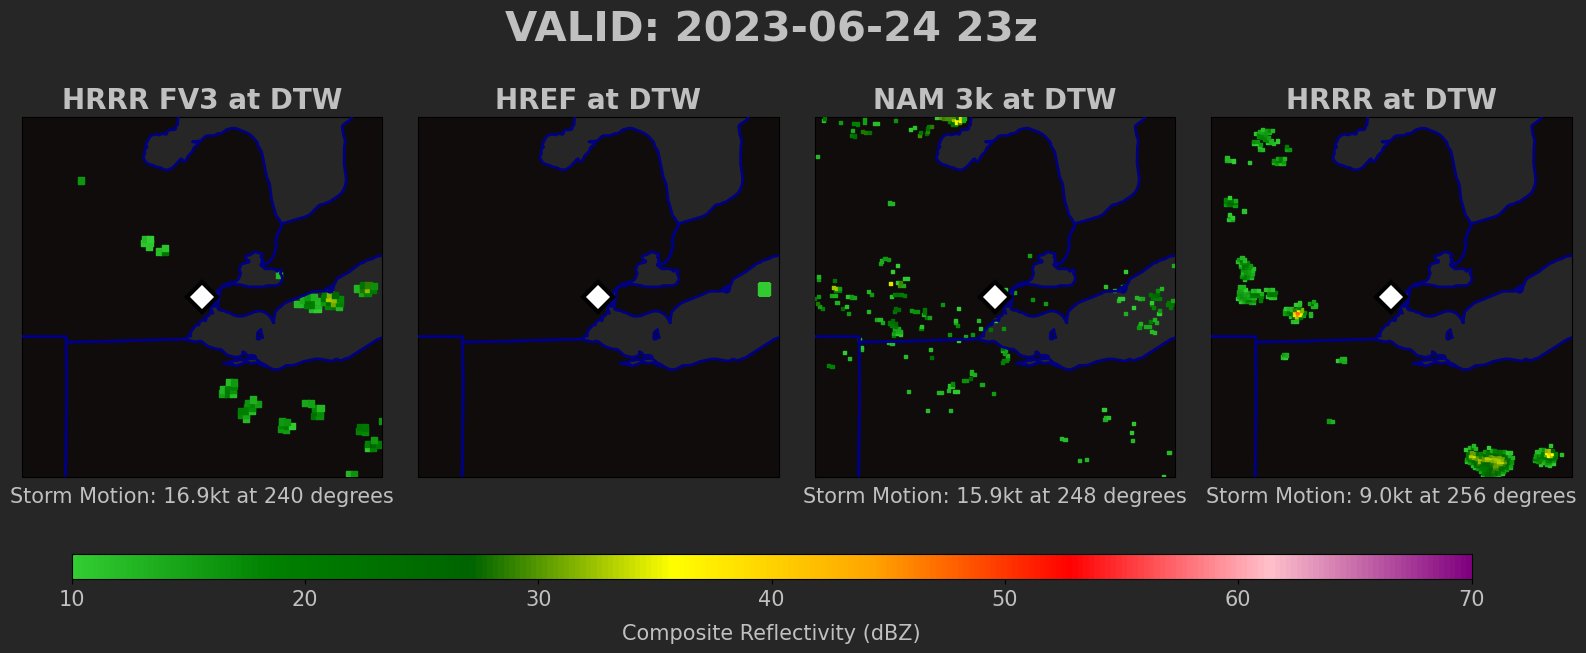 VALID: 2023-06-24 23z
HRRR FV3 at DTW
HREF at DTW
NAM 3k at DTW
HRRR at DTW
Storm Motion: 16.9kt at 240 degrees
Storm Motion: 15.9kt at 248 degrees
Storm Motion: 9.0kt at 256 degrees
10 20 30 40 50 60 70
Composite Reflectivity (dBZ)